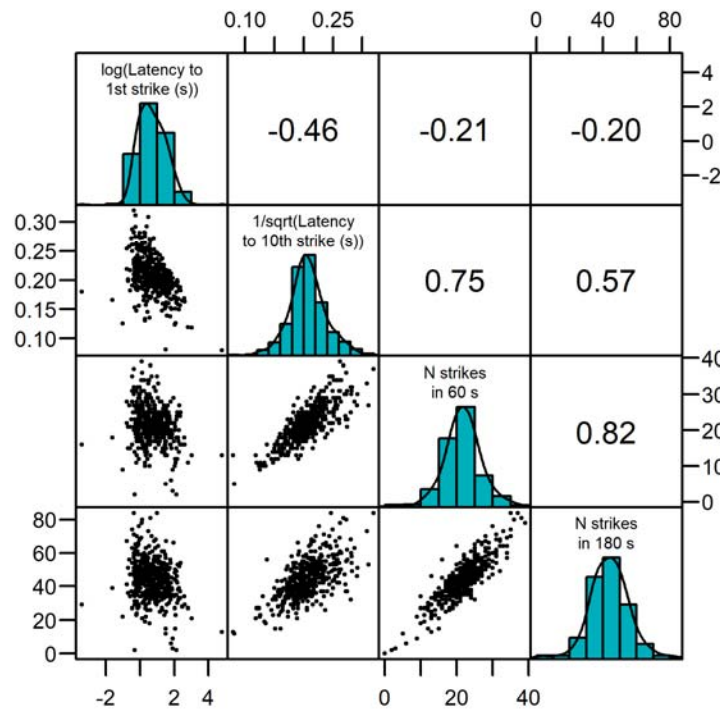 0.10 0.25 0 40 80
log(Latency to
1st strike (s))
-0.46
-0.21
-0.20
4
2
0
-2
0.30
0.25
0.20
0.15
0.10
1/sqrt(Latency
to 10th strike (s))
0.75
0.57
N strikes
in 60 s
0.82
40
30
20
10
0
80
60
40
20
0
N strikes
in 180 s
-2 0 2 4 0 20 40